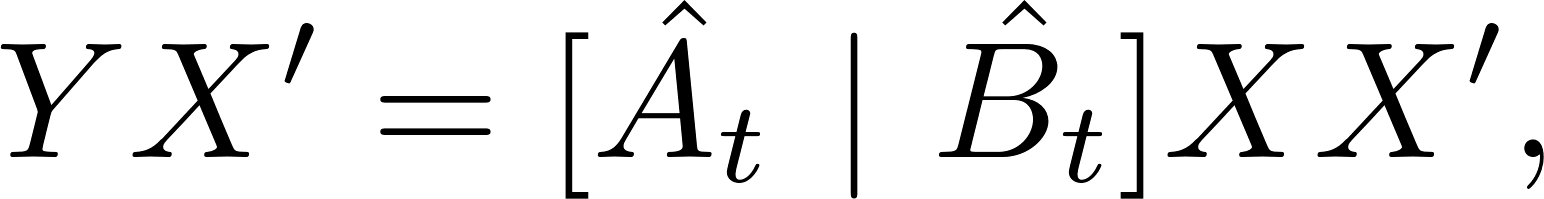 YX′ = [Â_t | B̂_t]XX′,